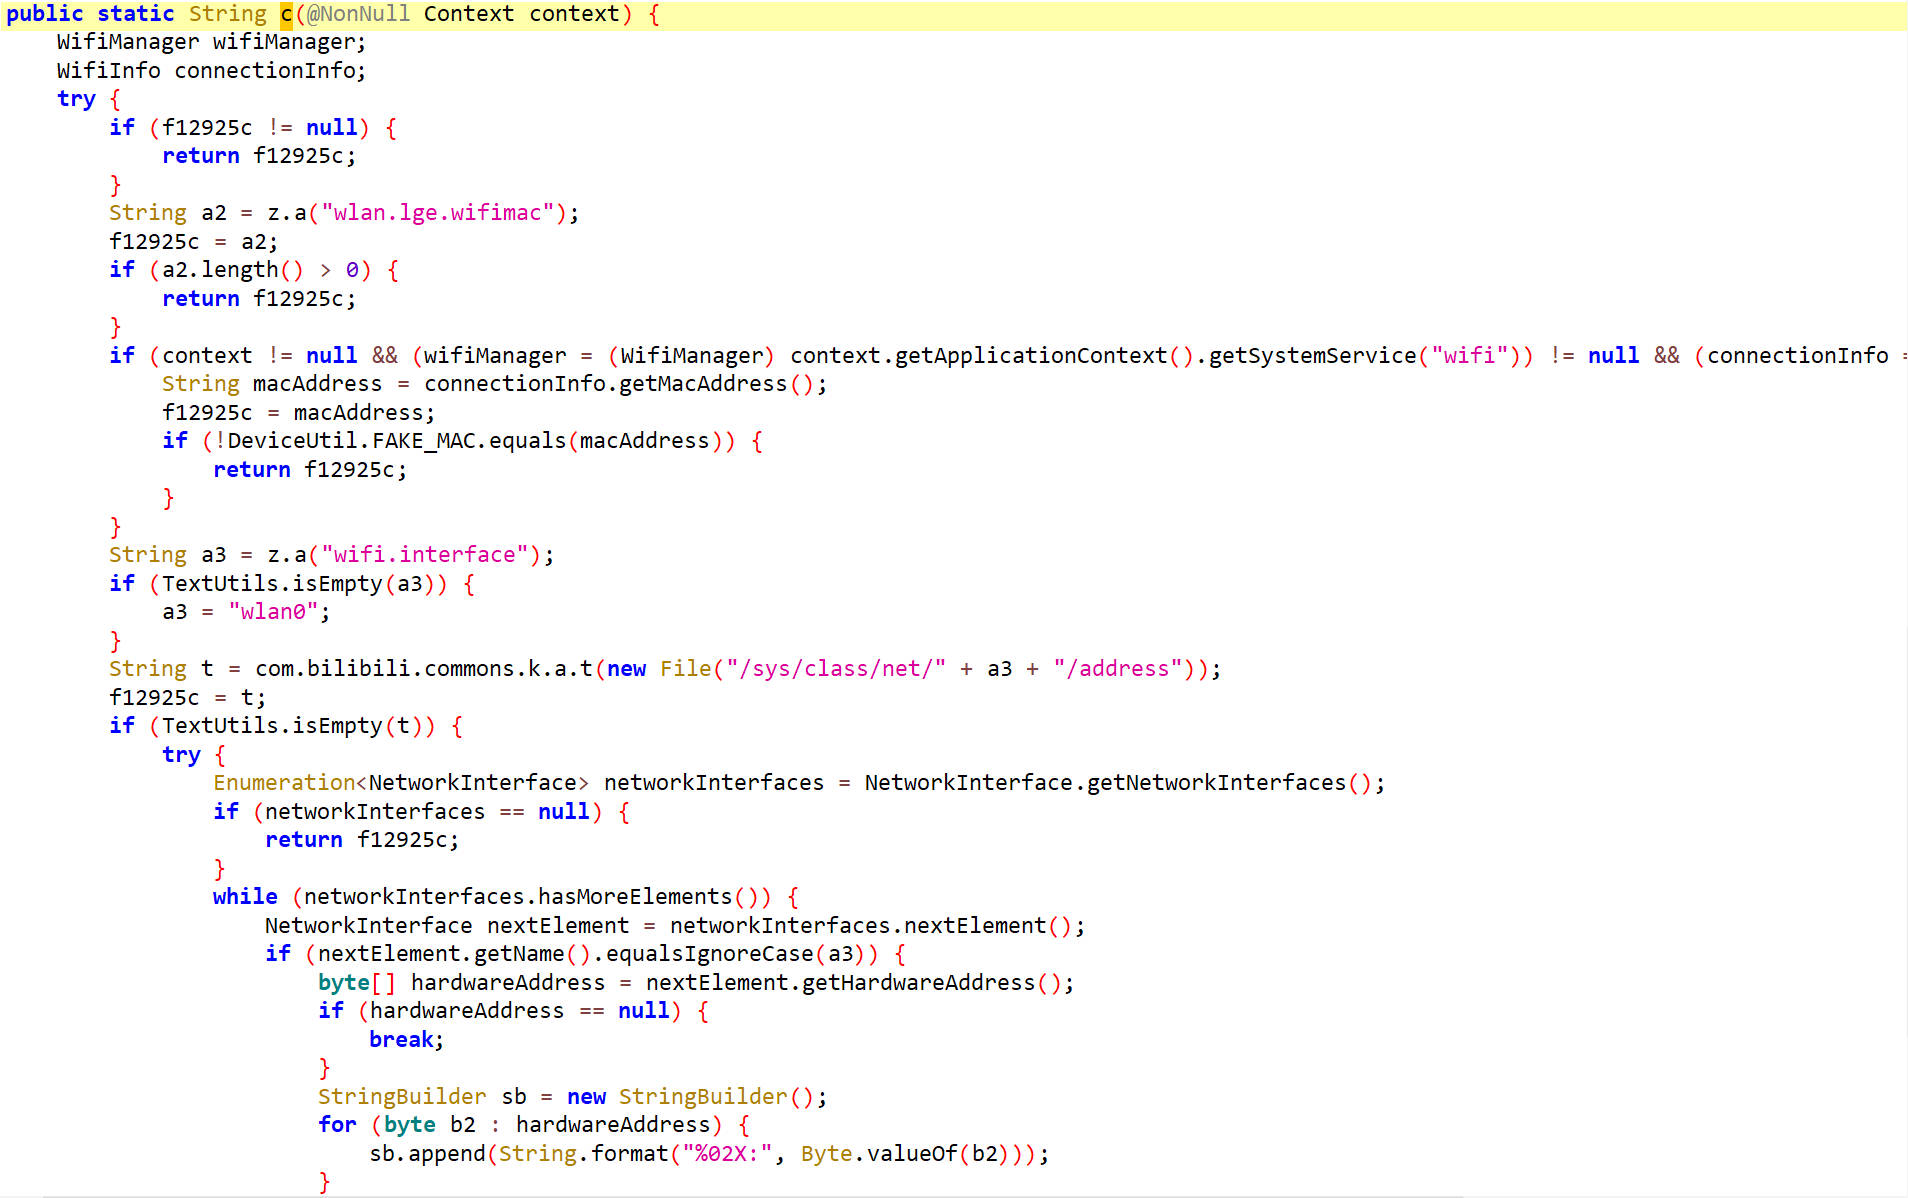 public static String c(@NonNull Context context) {
    WifiManager wifiManager;
    WifiInfo connectionInfo;
    try {
        if (f12925c != null) {
            return f12925c;
        }
        String a2 = z.a("wlan.lge.wifimac");
        f12925c = a2;
        if (a2.length() > 0) {
            return f12925c;
        }
        if (context != null && (wifiManager = (WifiManager) context.getApplicationContext().getSystemService("wifi")) != null && (connectionInfo =
            String macAddress = connectionInfo.getMacAddress();
            f12925c = macAddress;
            if (!DeviceUtil.FAKE_MAC.equals(macAddress)) {
                return f12925c;
            }
        }
        String a3 = z.a("wifi.interface");
        if (TextUtils.isEmpty(a3)) {
            a3 = "wlan0";
        }
        String t = com.bilibili.commons.k.a.t(new File("/sys/class/net/" + a3 + "/address"));
        f12925c = t;
        if (TextUtils.isEmpty(t)) {
            try {
                Enumeration<NetworkInterface> networkInterfaces = NetworkInterface.getNetworkInterfaces();
                if (networkInterfaces == null) {
                    return f12925c;
                }
                while (networkInterfaces.hasMoreElements()) {
                    NetworkInterface nextElement = networkInterfaces.nextElement();
                    if (nextElement.getName().equalsIgnoreCase(a3)) {
                        byte[] hardwareAddress = nextElement.getHardwareAddress();
                        if (hardwareAddress == null) {
                            break;
                        }
                        StringBuilder sb = new StringBuilder();
                        for (byte b2 : hardwareAddress) {
                            sb.append(String.format("%02X:", Byte.valueOf(b2)));
                        }